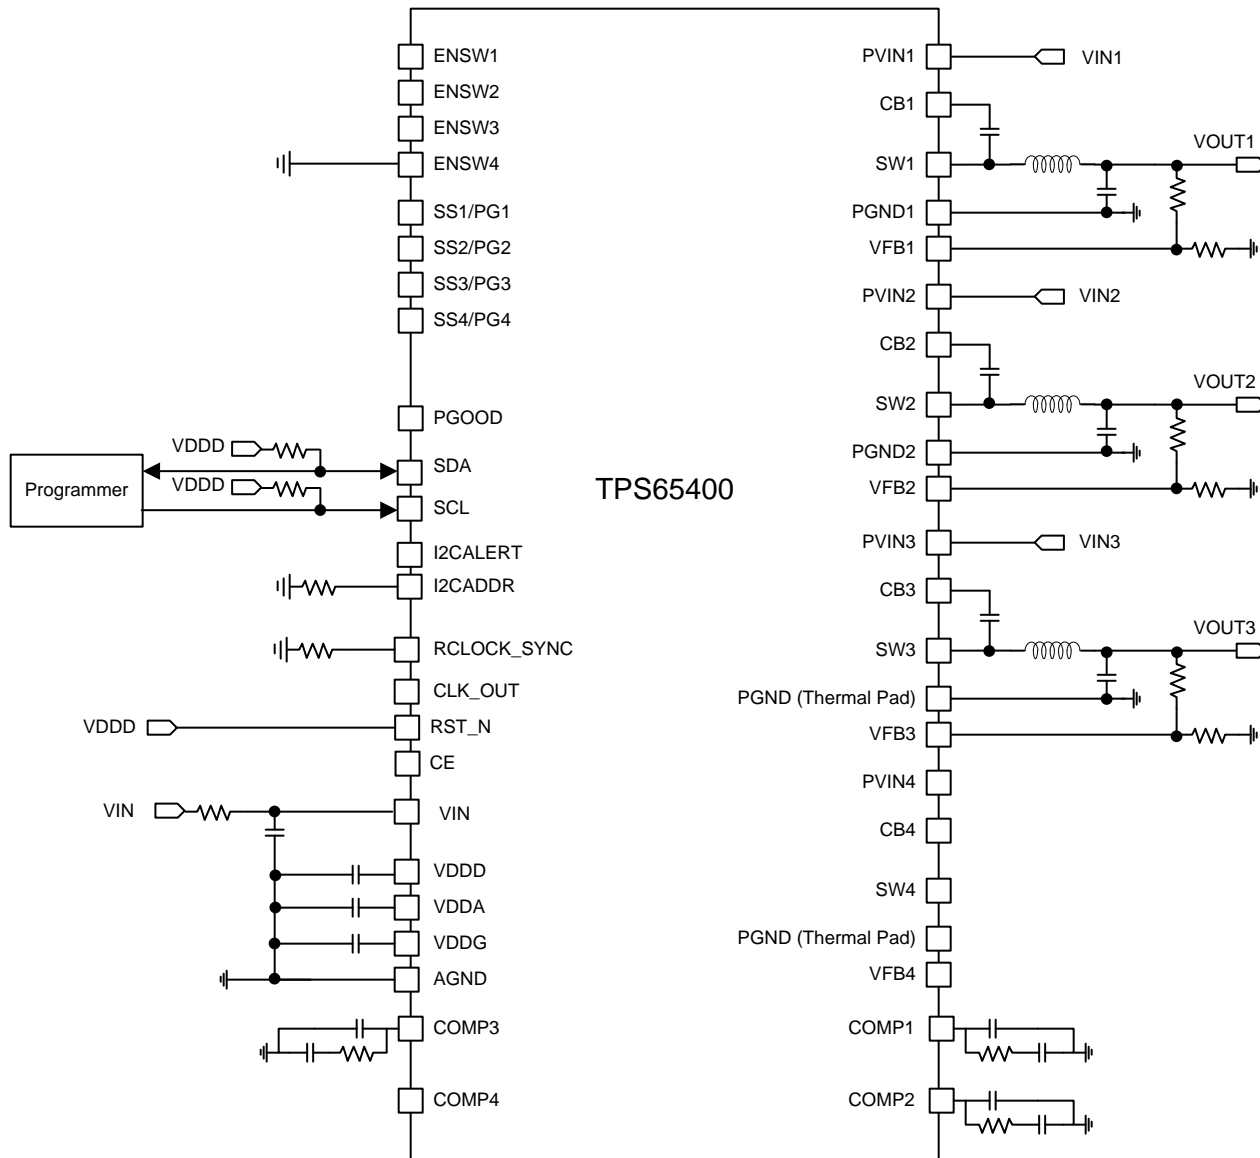 ENSW1
ENSW2
ENSW3
ENSW4
SS1/PG1
SS2/PG2
SS3/PG3
SS4/PG4
PGOOD
VDDD
SDA
Programmer
VDDD
SCL
I2CALERT
I2CADDR
RCLOCK_SYNC
CLK_OUT
VDDD
RST_N
CE
VIN
VIN
VDDD
VDDA
VDDG
AGND
COMP3
COMP4
TPS65400
PVIN1
VIN1
CB1
VOUT1
SW1
PGND1
VFB1
PVIN2
VIN2
CB2
VOUT2
SW2
PGND2
VFB2
PVIN3
VIN3
CB3
VOUT3
SW3
PGND (Thermal Pad)
VFB3
PVIN4
CB4
SW4
PGND (Thermal Pad)
VFB4
COMP1
COMP2